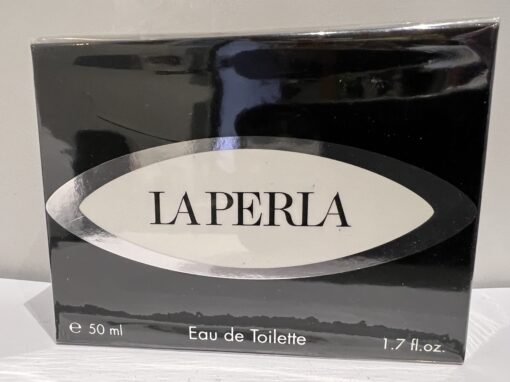 LA PERLA
℮ 50 ml Eau de Toilette 1.7 fl.oz.